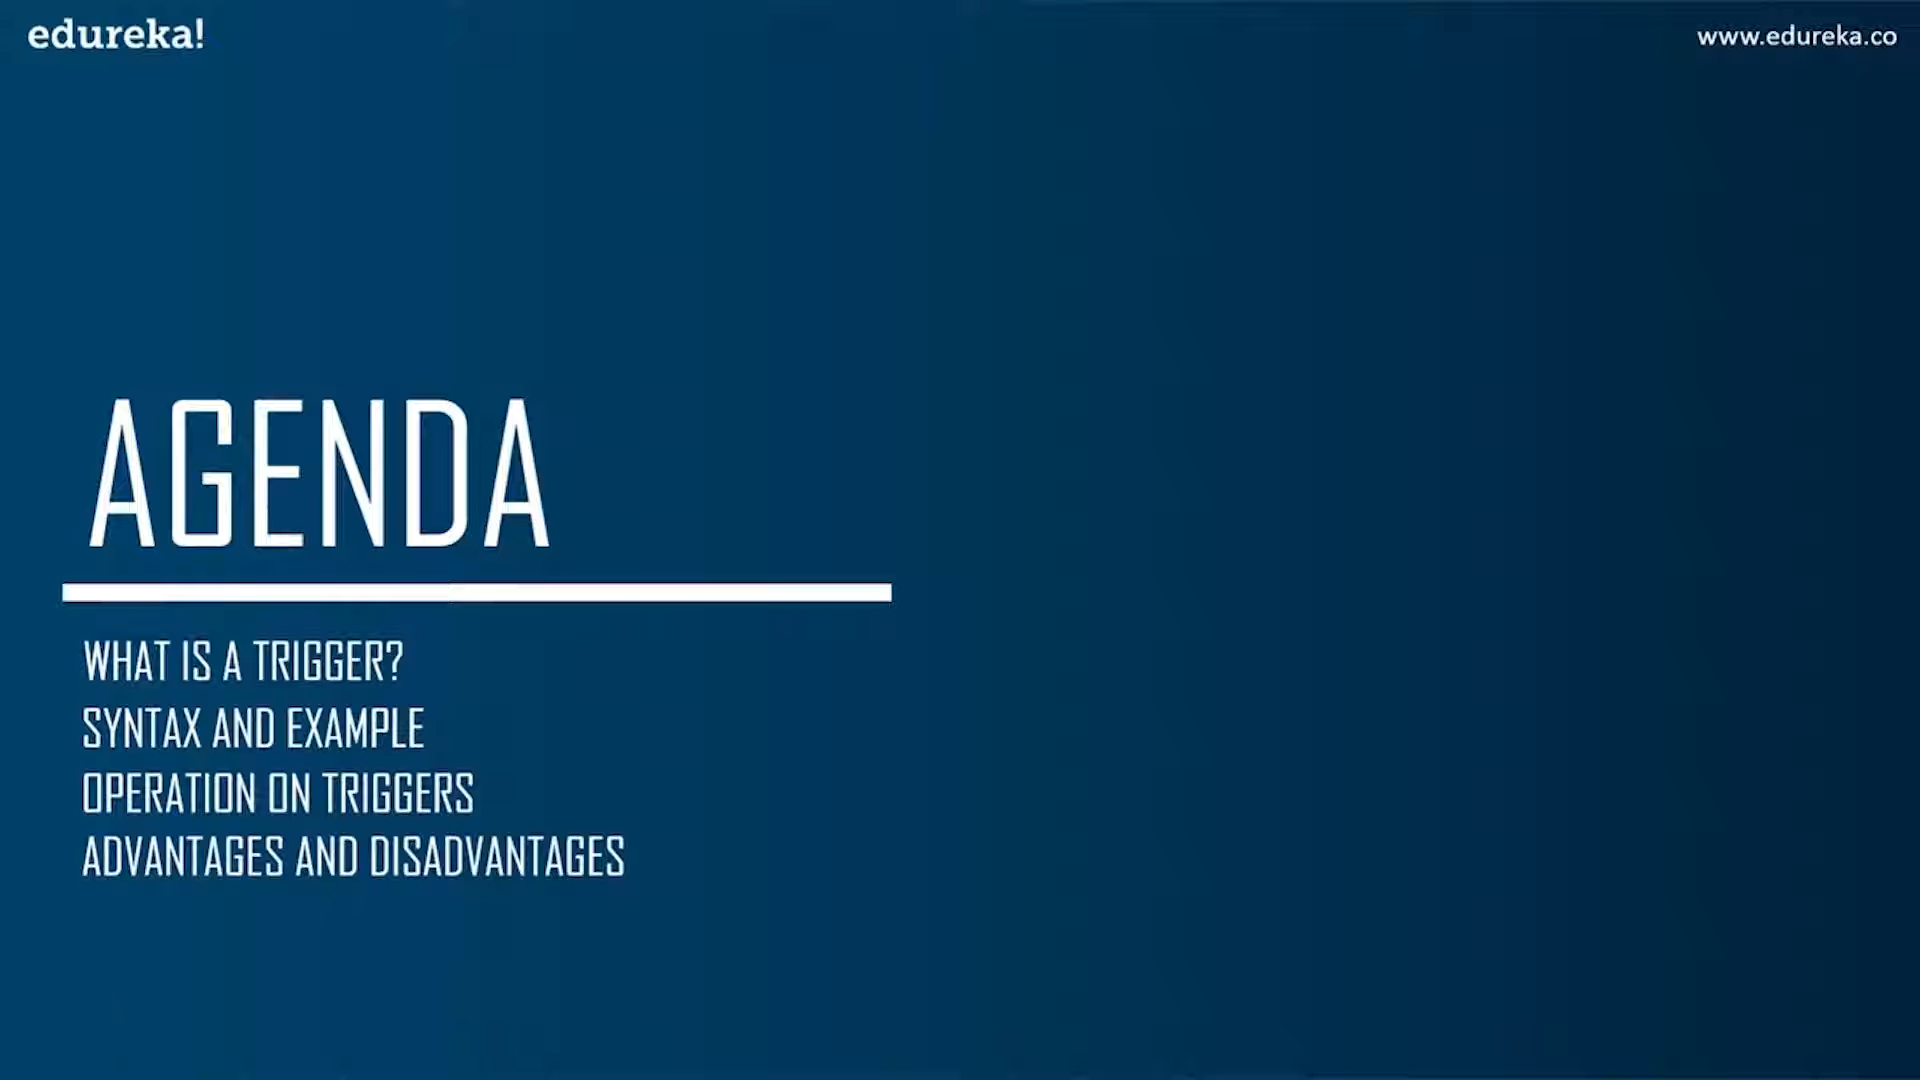 edureka!
www.edureka.co
AGENDA
WHAT IS A TRIGGER?
SYNTAX AND EXAMPLE
OPERATION ON TRIGGERS
ADVANTAGES AND DISADVANTAGES